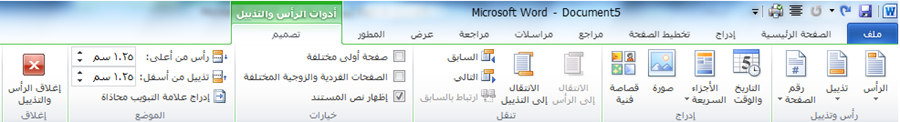 Microsoft Word - Document5
أدوات الرأس والتذييل
ملف
الصفحة الرئيسية
إدراج
تخطيط الصفحة
مراجع
مراسلات
مراجعة
عرض
المطور
تصميم
الرأس
تذييل
رقم
الصفحة
رأس وتذييل
التاريخ
والوقت
الأجزاء
السريعة
صورة
قصاصة
فنية
إدراج
الانتقال
إلى الرأس
الانتقال
إلى التذييل
السابق
التالي
ارتباط بالسابق
تنقل
صفحة أولى مختلفة
الصفحات الفردية والزوجية المختلفة
إظهار نص المستند
خيارات
رأس من أعلى: ١.٢٥ سم
تذييل من أسفل: ١.٢٥ سم
إدراج علامة التبويب محاذاة
الموضع
إغلاق الرأس
والتذييل
إغلاق